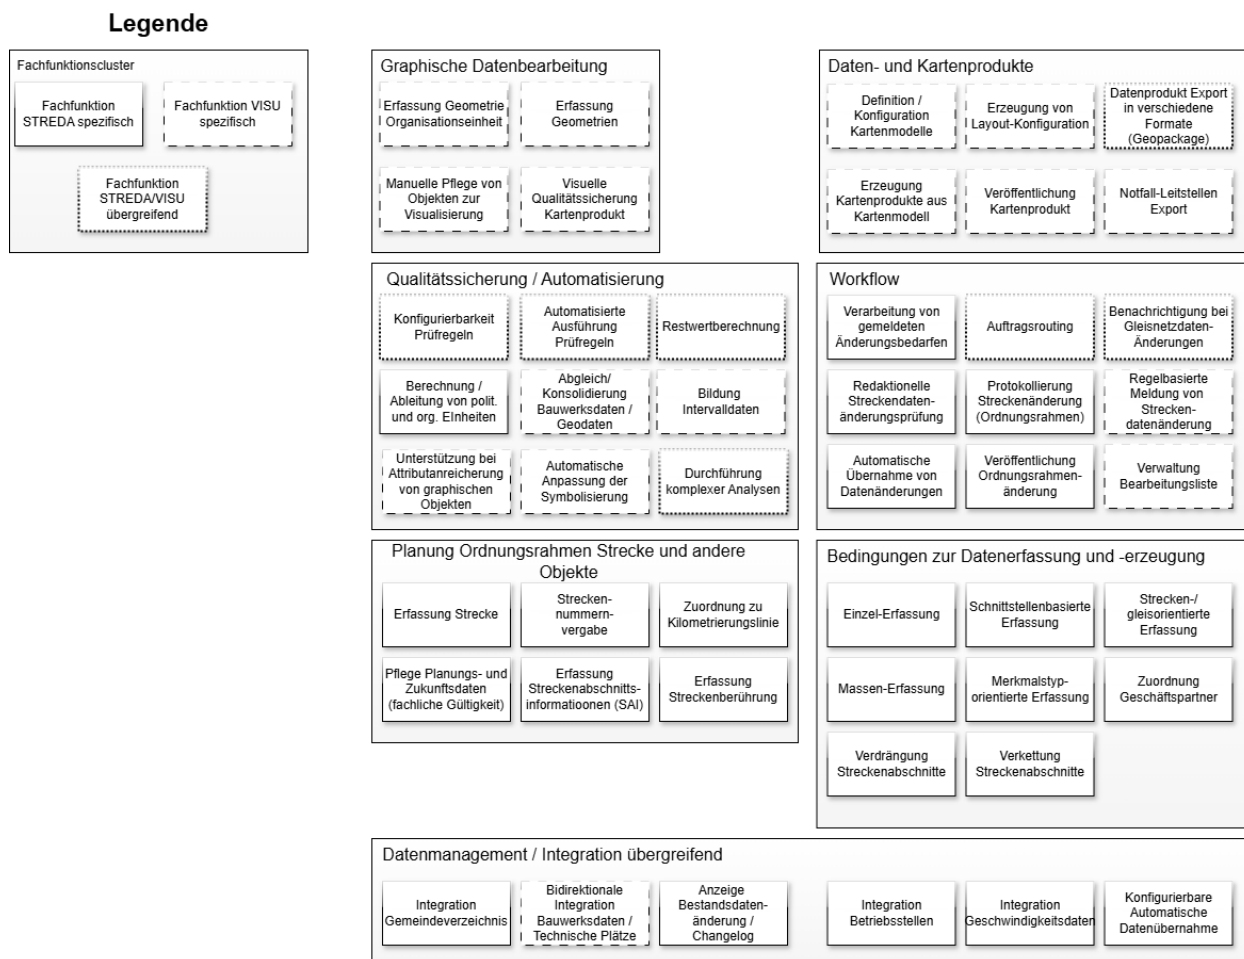 Legende
Fachfunktionscluster
Fachfunktion
STREDA spezifisch
Fachfunktion VISU
spezifisch
Fachfunktion
STREDA/VISU
übergreifend
Graphische Datenbearbeitung
Erfassung Geometrie
Organisationseinheit
Erfassung
Geometrien
Manuelle Pflege von
Objekten zur
Visualisierung
Visuelle
Qualitätssicherung
Kartenprodukt
Daten- und Kartenprodukte
Definition /
Konfiguration
Kartenmodelle
Erzeugung von
Layout-Konfiguration
Datenprodukt Export
in verschiedene
Formate
(Geopackage)
Erzeugung
Kartenprodukte aus
Kartenmodell
Veröffentlichung
Kartenprodukt
Notfall-Leitstellen
Export
Qualitätssicherung / Automatisierung
Konfigurierbarkeit
Prüfregeln
Automatisierte
Ausführung
Prüfregeln
Restwertberechnung
Berechnung /
Ableitung von polit.
und org. EInheiten
Abgleich/
Konsolidierung
Bauwerksdaten /
Geodaten
Bildung
Intervalldaten
Unterstützung bei
Attributanreicherung
von graphischen
Objekten
Automatische
Anpassung der
Symbolisierung
Durchführung
komplexer Analysen
Workflow
Verarbeitung von
gemeldeten
Änderungsbedarfen
Auftragsrouting
Benachrichtigung bei
Gleisnetzdaten-
Änderungen
Redaktionelle
Streckendaten-
änderungsprüfung
Protokollierung
Streckenänderung
(Ordnungsrahmen)
Regelbasierte
Meldung von
Strecken-
datenänderung
Automatische
Übernahme von
Datenänderungen
Veröffentlichung
Ordnungsrahmen-
änderung
Verwaltung
Bearbeitungsliste
Planung Ordnungsrahmen Strecke und andere
Objekte
Erfassung Strecke
Strecken-
nummern-
vergabe
Zuordnung zu
Kilometrierungslinie
Pflege Planungs- und
Zukunftsdaten
(fachliche Gültigkeit)
Erfassung
Streckenabschnitts-
informatioonen (SAI)
Erfassung
Streckenberührung
Bedingungen zur Datenerfassung und -erzeugung
Einzel-Erfassung
Schnittstellenbasierte
Erfassung
Strecken-/
gleisorientierte
Erfassung
Massen-Erfassung
Merkmalstyp-
orientierte Erfassung
Zuordnung
Geschäftspartner
Verdrängung
Streckenabschnitte
Verkettung
Streckenabschnitte
Datenmanagement / Integration übergreifend
Integration
Gemeindeverzeichnis
Bidirektionale
Integration
Bauwerksdaten /
Technische Plätze
Anzeige
Bestandsdaten-
änderung /
Changelog
Integration
Betriebsstellen
Integration
Geschwindigkeitsdaten
Konfigurierbare
Automatische
Datenübernahme